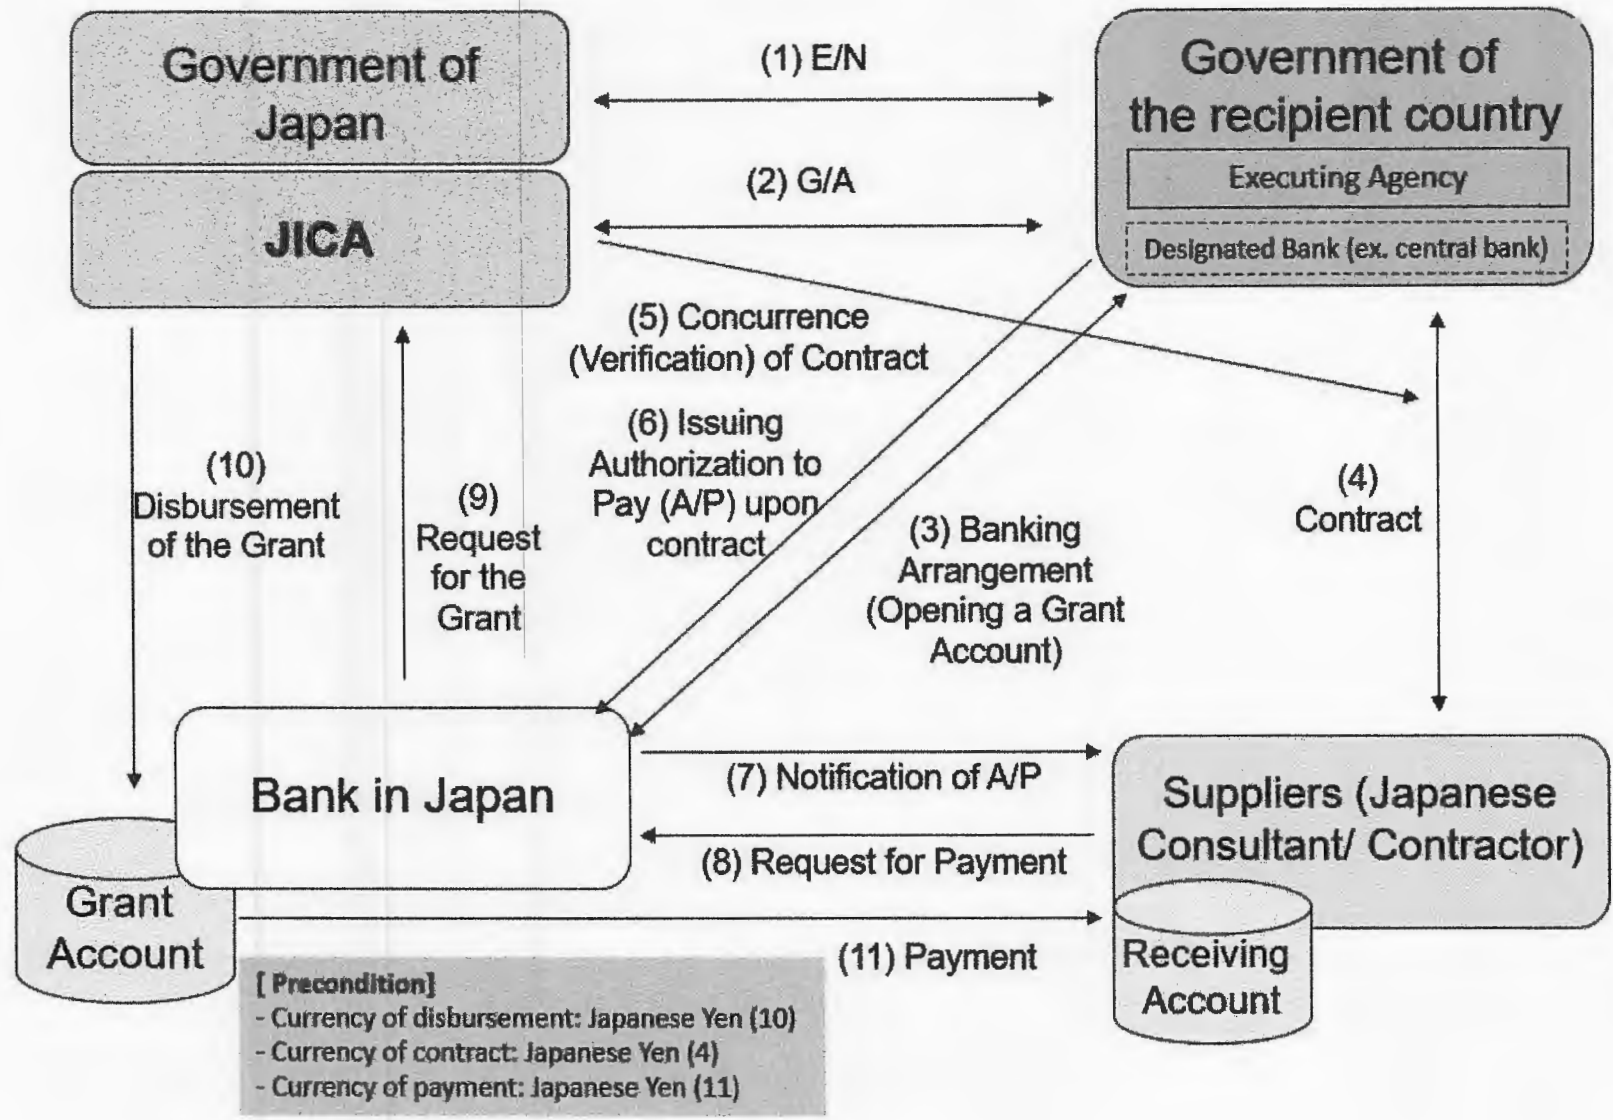 Government of
Japan
JICA
(1) E/N
(2) G/A
Government of
the recipient country
Executing Agency
Designated Bank (ex. central bank)
(5) Concurrence
(Verification) of Contract
(6) Issuing
Authorization to
Pay (A/P) upon
contract
(10)
Disbursement
of the Grant
(9)
Request
for the
Grant
(3) Banking
Arrangement
(Opening a Grant
Account)
(4)
Contract
Bank in Japan
(7) Notification of A/P
(8) Request for Payment
Suppliers (Japanese
Consultant/ Contractor)
Grant
Account
(11) Payment
Receiving
Account
[ Precondition]
- Currency of disbursement: Japanese Yen (10)
- Currency of contract: Japanese Yen (4)
- Currency of payment: Japanese Yen (11)